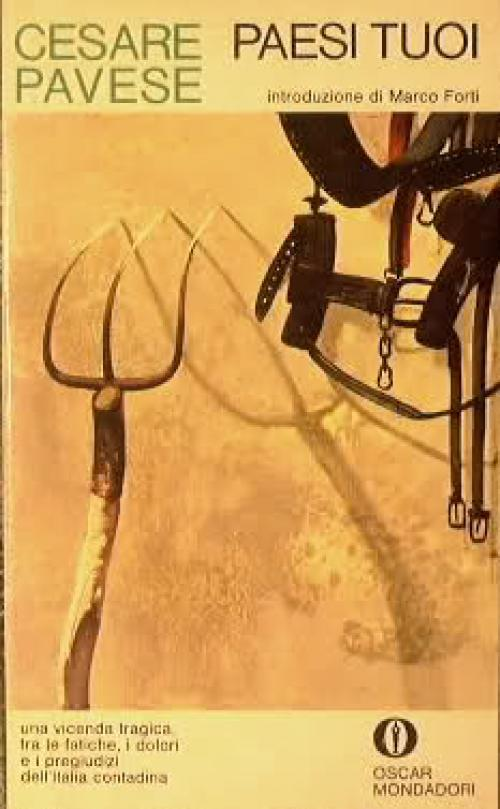 CESARE
PAVESE
PAESI TUOI
introduzione di Marco Forti
una vicenda tragica,
tra le fatiche, i dolori
e i pregiudizi
dell'italia contadina
OSCAR
MONDADORI